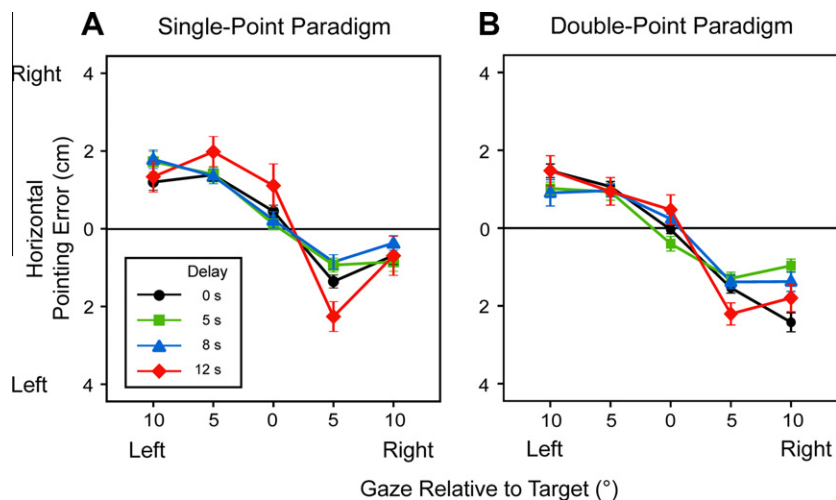 A Single-Point Paradigm
B Double-Point Paradigm
Right
Horizontal
Pointing Error (cm)
Left
4
2
0
2
4
Delay
0 s
5 s
8 s
12 s
10 5 0 5 10
Left Right
4
2
0
2
4
10 5 0 5 10
Left Right
Gaze Relative to Target (°)